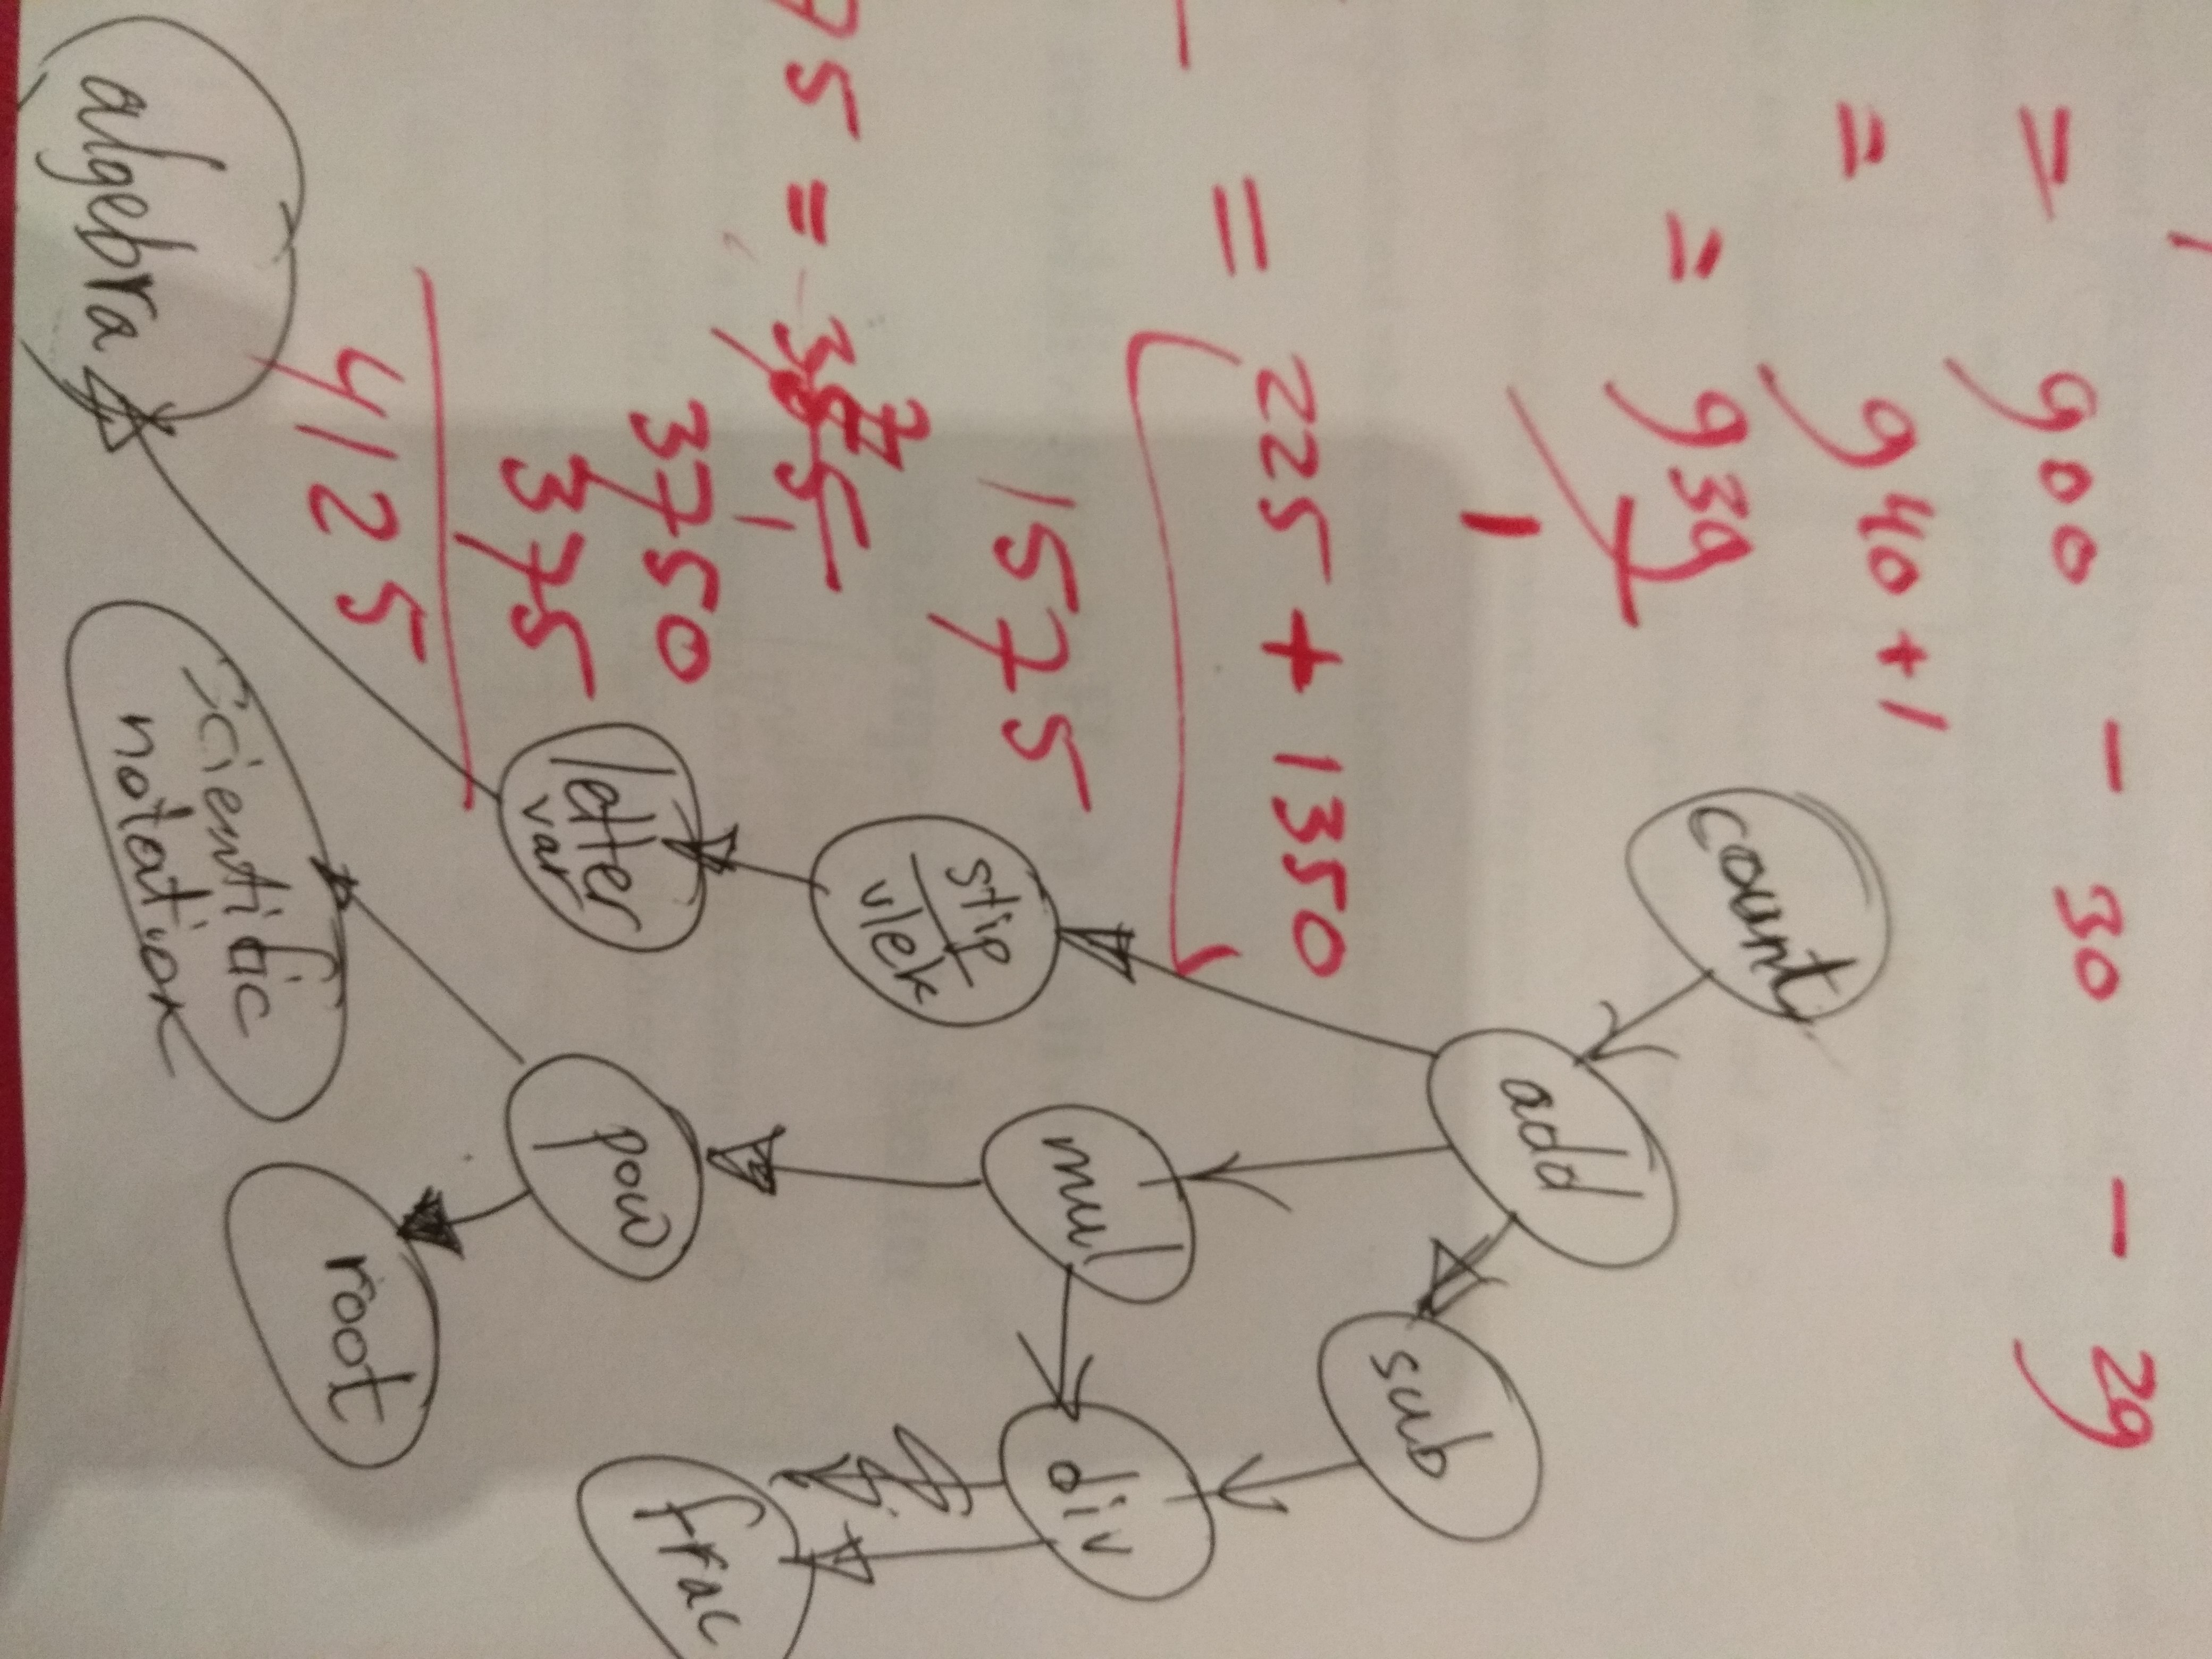 = 900 - 30 - 29
= 940 + 1
= 939
1
= 225 + 1350
1575
75 =
3750
375
4125
count
add
sub
stip
vlek
mul
div
letter
var
pow
frac
algebra
scientific
notation
root